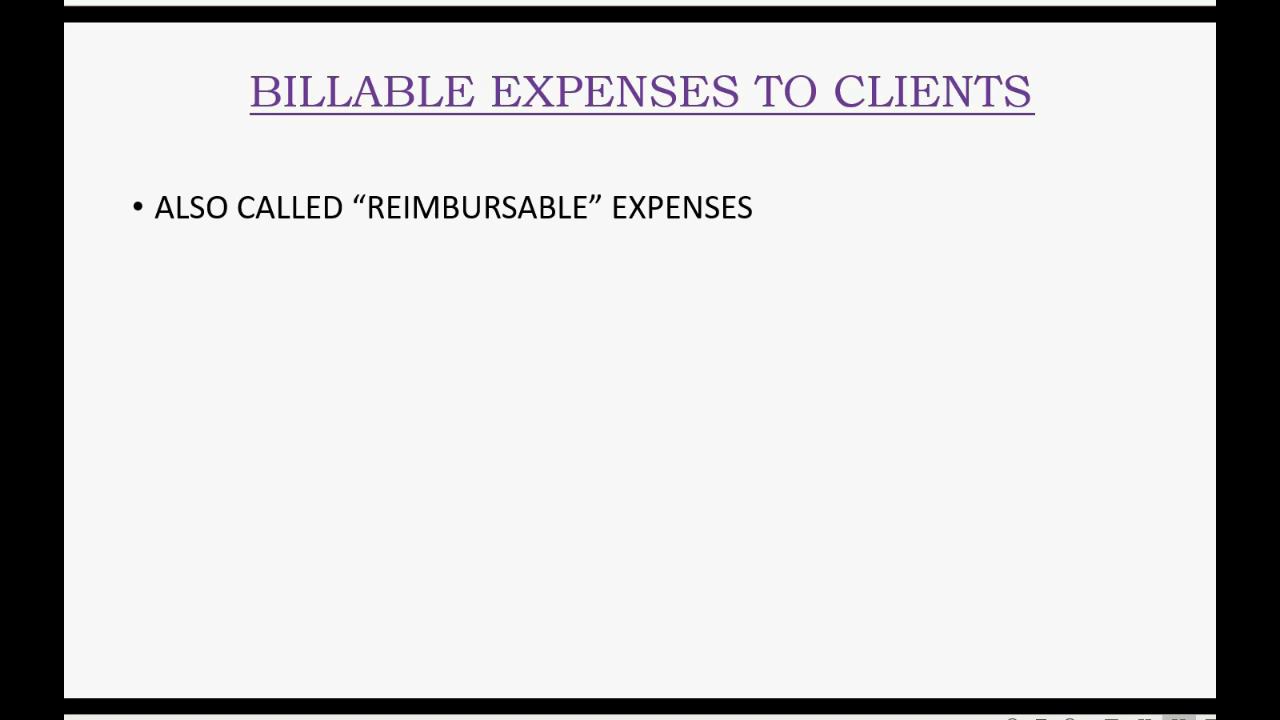 BILLABLE EXPENSES TO CLIENTS
• ALSO CALLED “REIMBURSABLE” EXPENSES